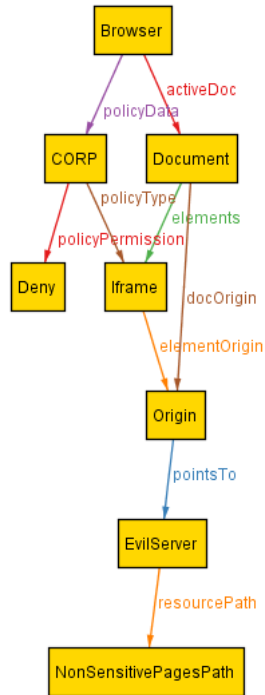 Browser
activeDoc
policyData
CORP
Document
policyType
elements
policyPermission
Deny
Iframe
docOrigin
elementOrigin
Origin
pointsTo
EvilServer
resourcePath
NonSensitivePagesPath